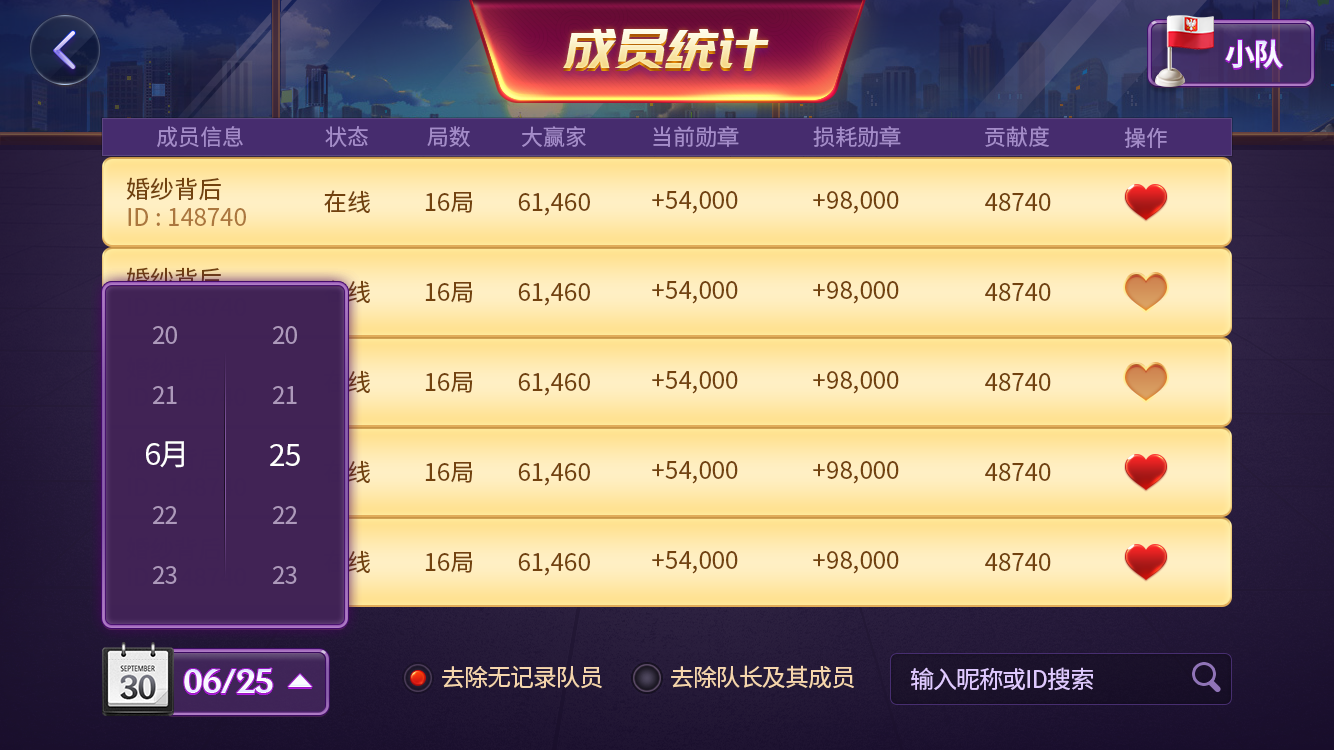 成员统计
小队
成员信息 状态 局数 大赢家 当前勋章 损耗勋章 贡献度 操作
婚纱背后
ID : 148740
在线 16局 61,460 +54,000 +98,000 48740
婚纱背后
线 16局 61,460 +54,000 +98,000 48740
线 16局 61,460 +54,000 +98,000 48740
线 16局 61,460 +54,000 +98,000 48740
线 16局 61,460 +54,000 +98,000 48740
20 20
21 21
6月 25
22 22
23 23
SEPTEMBER
30
06/25
去除无记录队员
去除队长及其成员
输入昵称或ID搜索